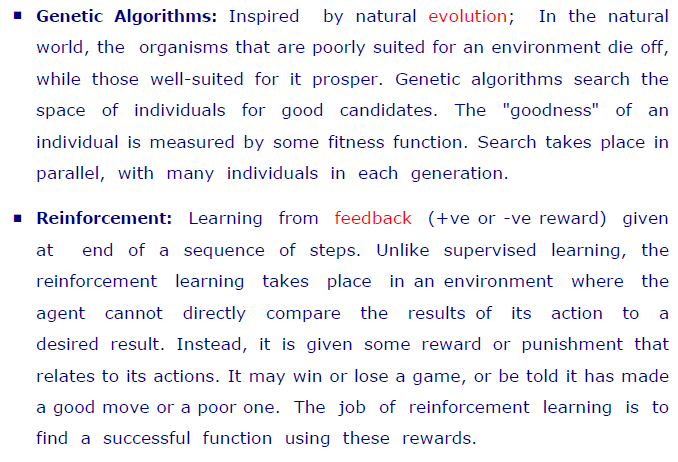 ▪ Genetic Algorithms: Inspired by natural evolution; In the natural
world, the organisms that are poorly suited for an environment die off,
while those well-suited for it prosper. Genetic algorithms search the
space of individuals for good candidates. The "goodness" of an
individual is measured by some fitness function. Search takes place in
parallel, with many individuals in each generation.
▪ Reinforcement: Learning from feedback (+ve or -ve reward) given
at end of a sequence of steps. Unlike supervised learning, the
reinforcement learning takes place in an environment where the
agent cannot directly compare the results of its action to a
desired result. Instead, it is given some reward or punishment that
relates to its actions. It may win or lose a game, or be told it has made
a good move or a poor one. The job of reinforcement learning is to
find a successful function using these rewards.